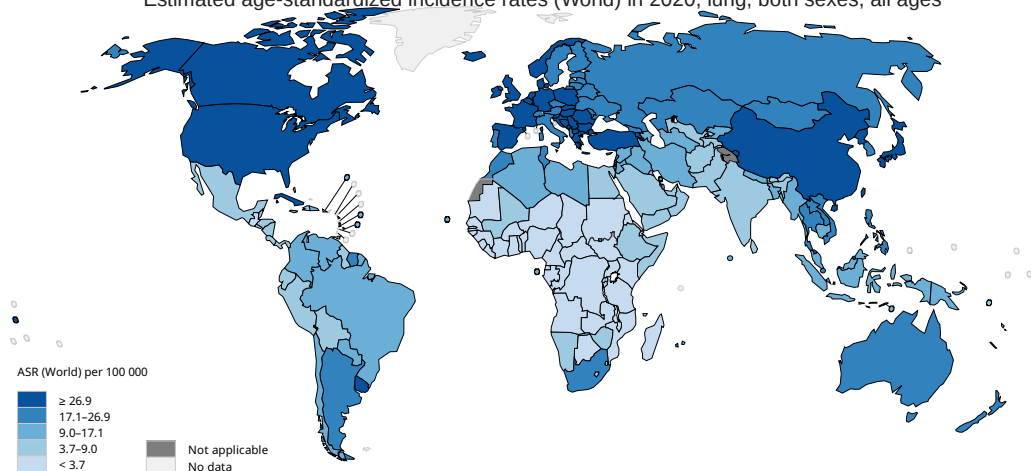 Estimated age-standardized incidence rates (World) in 2020, lung, both sexes, all ages
ASR (World) per 100 000
≥ 26.9
17.1–26.9
9.0–17.1
3.7–9.0
< 3.7
Not applicable
No data